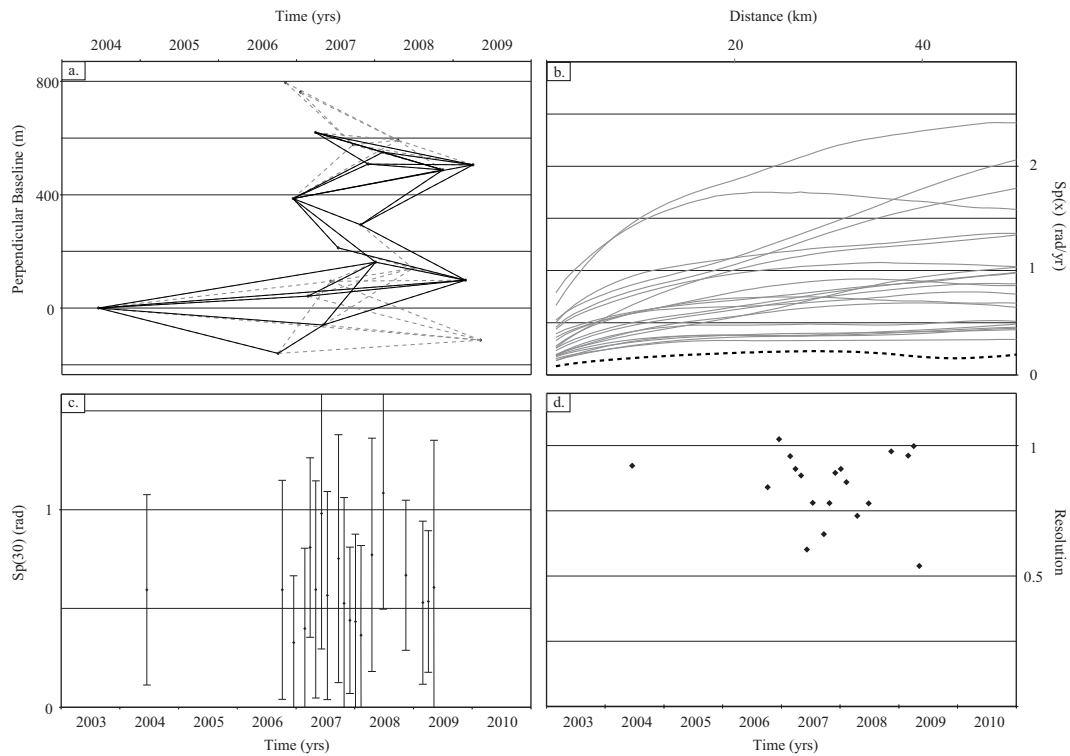 Time (yrs)
2004 2005 2006 2007 2008 2009
a.
800
400
0
Perpendicular Baseline (m)
Distance (km)
20 40
b.
2
1
0
Sp(x) (rad/yr)
c.
1
0
Sp(30) (rad)
2003 2004 2005 2006 2007 2008 2009 2010
Time (yrs)
d.
1
0.5
Resolution
2003 2004 2005 2006 2007 2008 2009 2010
Time (yrs)